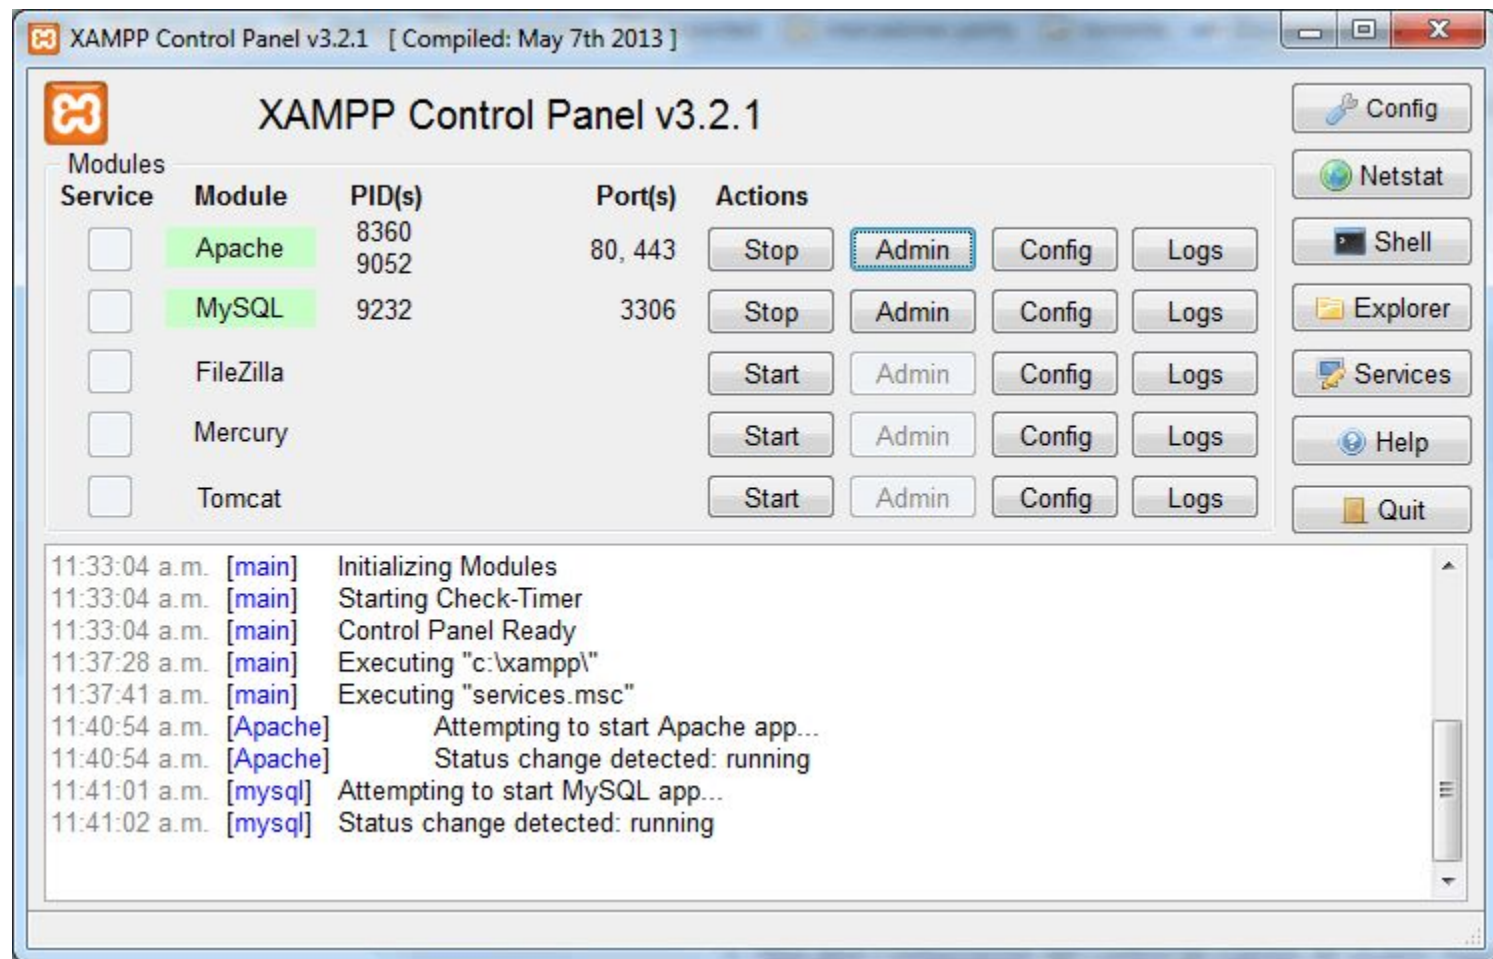 XAMPP Control Panel v3.2.1 [ Compiled: May 7th 2013 ]
XAMPP Control Panel v3.2.1
Config
Modules
Service Module PID(s) Port(s) Actions
Netstat
Apache 8360 9052 80, 443 Stop Admin Config Logs
Shell
MySQL 9232 3306 Stop Admin Config Logs
Explorer
FileZilla Start Admin Config Logs
Services
Mercury Start Admin Config Logs
Help
Tomcat Start Admin Config Logs
Quit
11:33:04 a.m. [main] Initializing Modules
11:33:04 a.m. [main] Starting Check-Timer
11:33:04 a.m. [main] Control Panel Ready
11:37:28 a.m. [main] Executing "c:\xampp\"
11:37:41 a.m. [main] Executing "services.msc"
11:40:54 a.m. [Apache] Attempting to start Apache app...
11:40:54 a.m. [Apache] Status change detected: running
11:41:01 a.m. [mysql] Attempting to start MySQL app...
11:41:02 a.m. [mysql] Status change detected: running